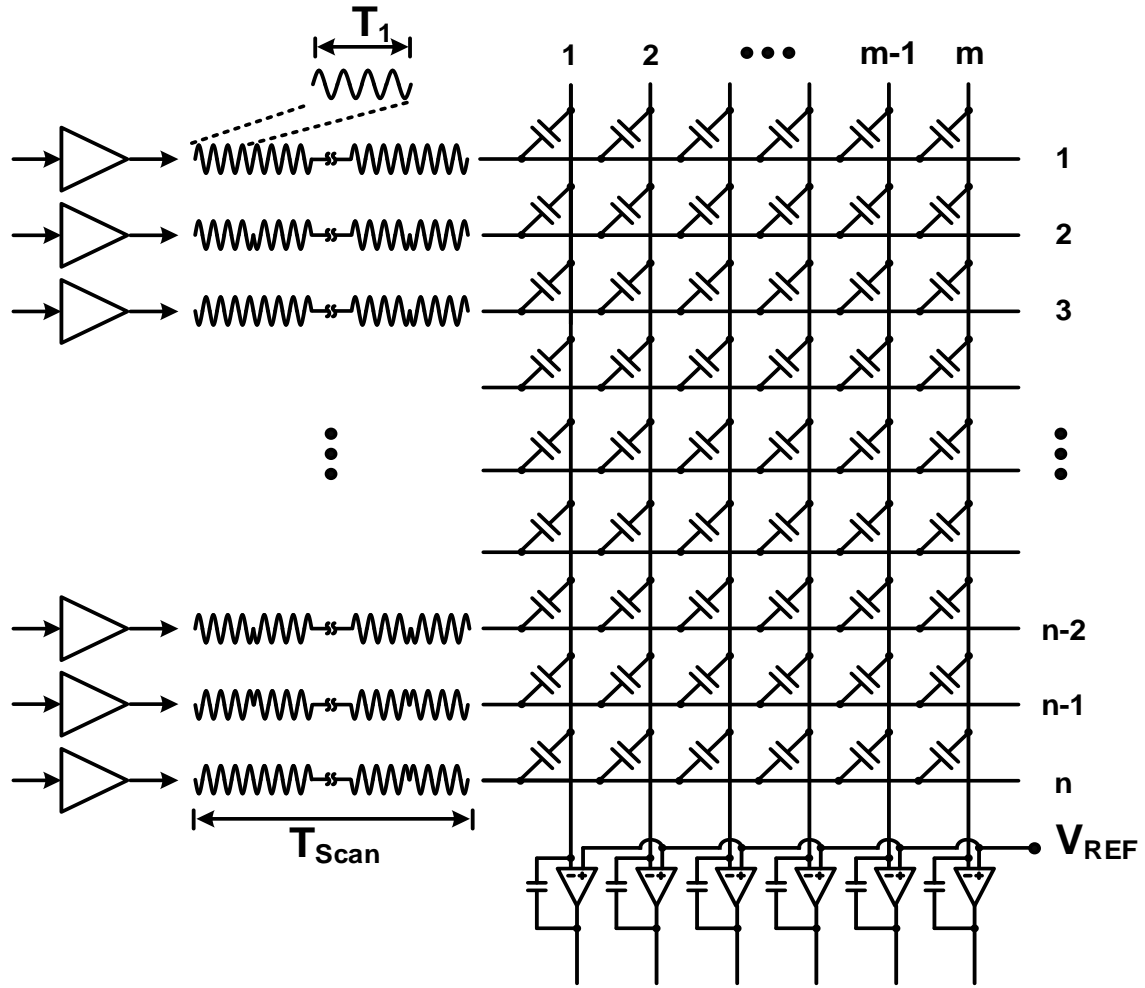 T1
1 2 ••• m-1 m
1
2
3
n-2
n-1
n
TScan
VREF
- +
- +
- +
- +
- +
- +